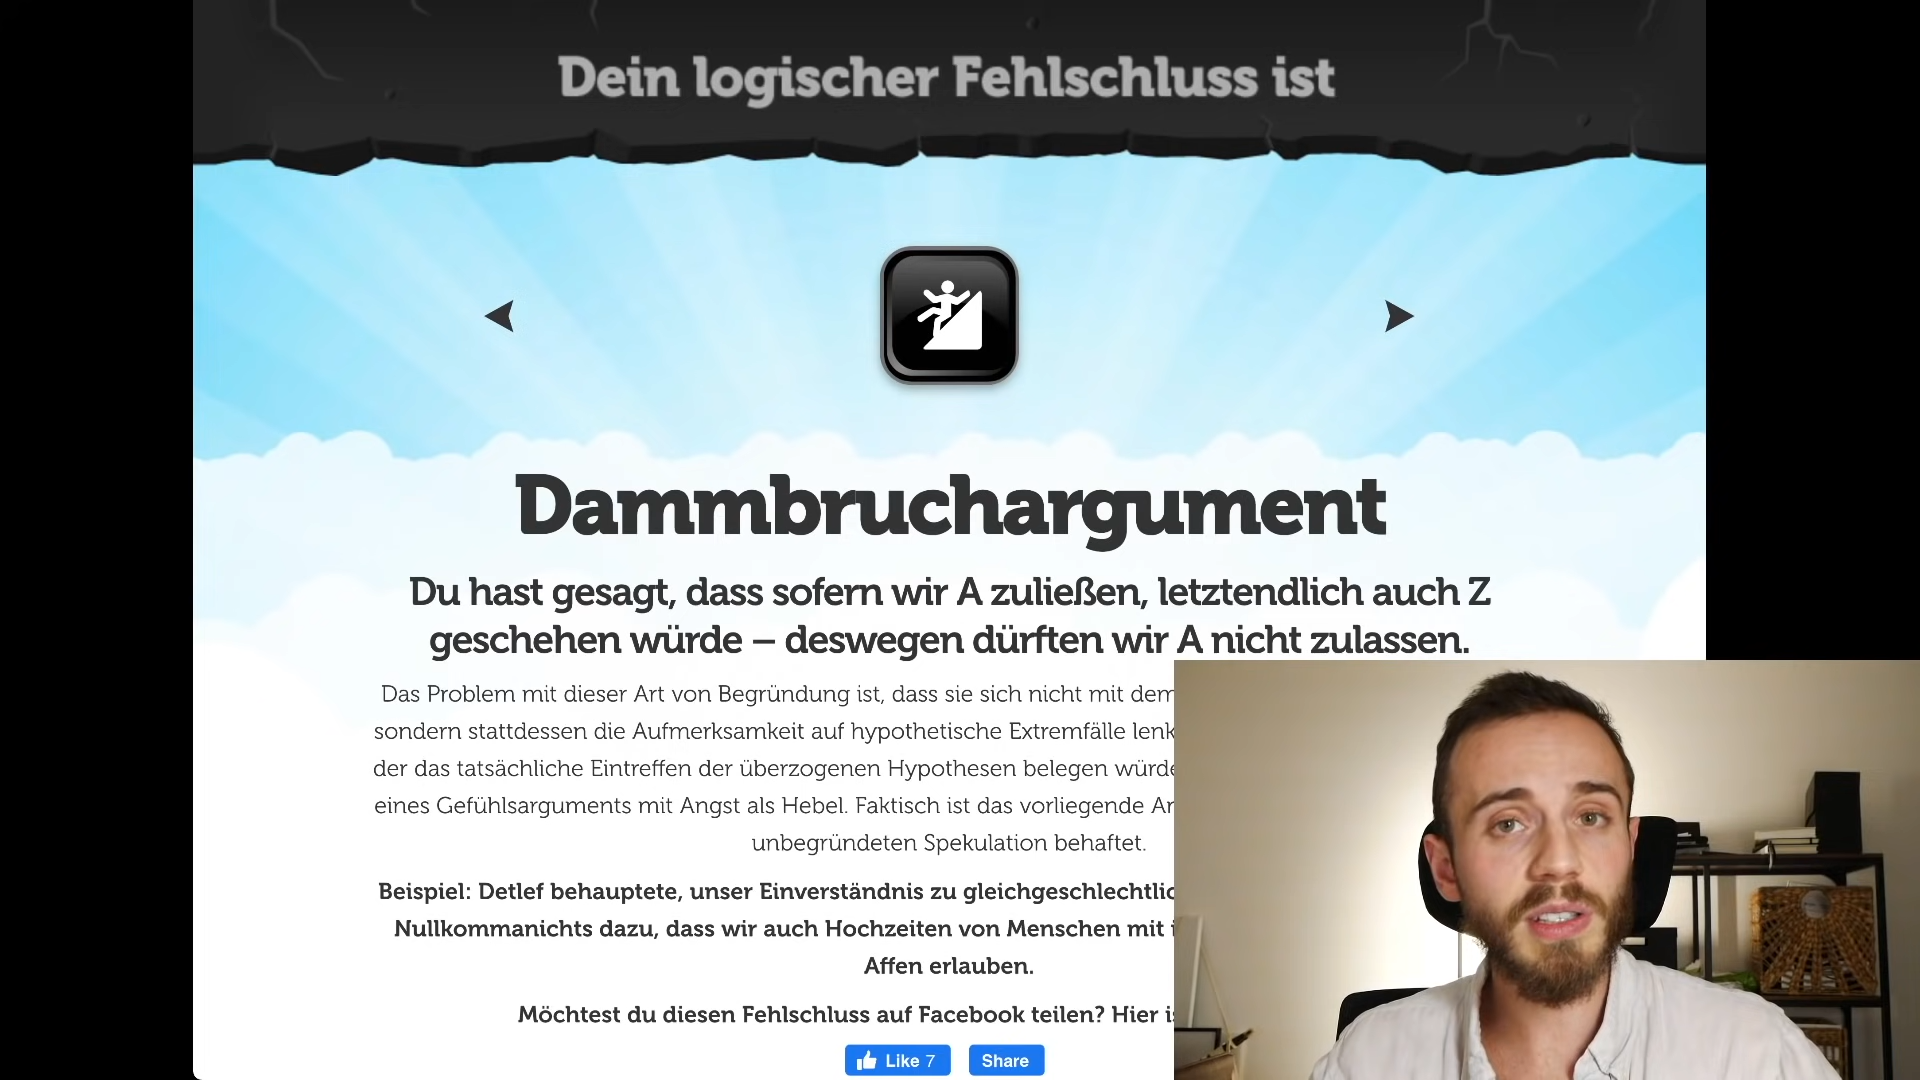 Dein logischer Fehlschluss ist
Dammbruchargument
Du hast gesagt, dass sofern wir A zuließen, letztendlich auch Z
geschehen würde – deswegen dürften wir A nicht zulassen.
Das Problem mit dieser Art von Begründung ist, dass sie sich nicht mit dem
sondern stattdessen die Aufmerksamkeit auf hypothetische Extremfälle lenk
der das tatsächliche Eintreffen der überzogenen Hypothesen belegen würde
eines Gefühlsarguments mit Angst als Hebel. Faktisch ist das vorliegende Ar
unbegründeten Spekulation behaftet.
Beispiel: Detlef behauptete, unser Einverständnis zu gleichgeschlechtlic
Nullkommanichts dazu, dass wir auch Hochzeiten von Menschen mit i
Affen erlauben.
Möchtest du diesen Fehlschluss auf Facebook teilen? Hier is
Like 7 Share